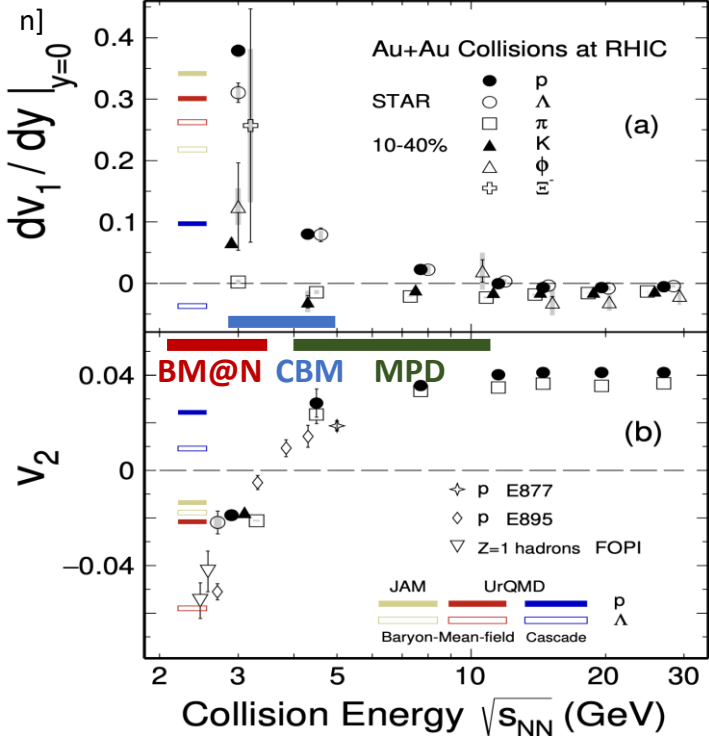 n]
dv1 / dy |y=0
0.4
0.3
0.2
0.1
0
Au+Au Collisions at RHIC
p
STAR Λ
π (a)
10-40% K
ϕ
Ξ-
BM@N CBM MPD
v2
0.04
0
−0.04
(b)
p E877
p E895
Z=1 hadrons FOPI
JAM UrQMD
p
Λ
Baryon-Mean-field Cascade
2 3 4 5 10 20 30
Collision Energy √sNN (GeV)